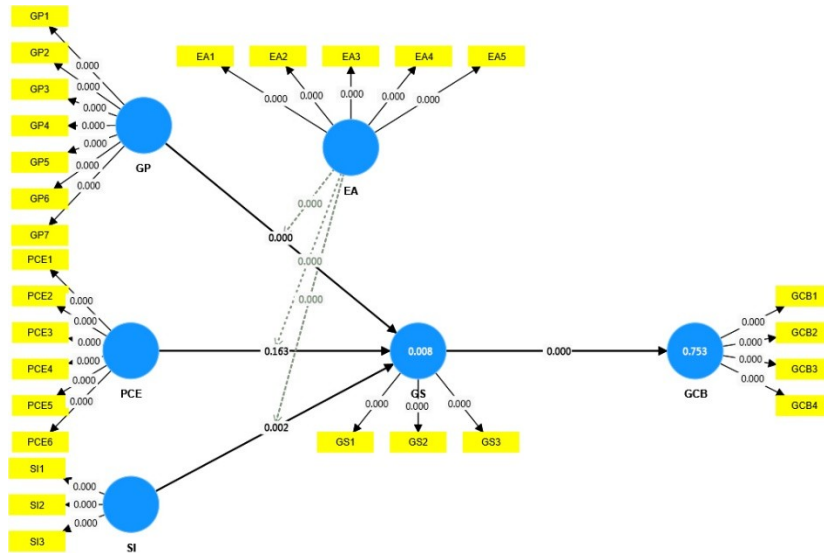 GP1
GP2
GP3
GP4
GP5
GP6
GP7
0.000
0.000
0.000
0.000
0.000
0.000
0.000
GP
EA1
EA2
EA3
EA4
EA5
0.000
0.000
0.000
0.000
0.000
EA
0.000
0.000
0.000
0.000
PCE1
PCE2
PCE3
PCE4
PCE5
PCE6
0.000
0.000
0.000
0.000
0.000
0.000
PCE
0.163
0.008
GS
0.000
0.753
GCB
GCB1
GCB2
GCB3
GCB4
0.000
0.000
0.000
0.000
0.002
0.000
0.000
0.000
GS1
GS2
GS3
SI1
SI2
SI3
0.000
0.000
0.000
SI